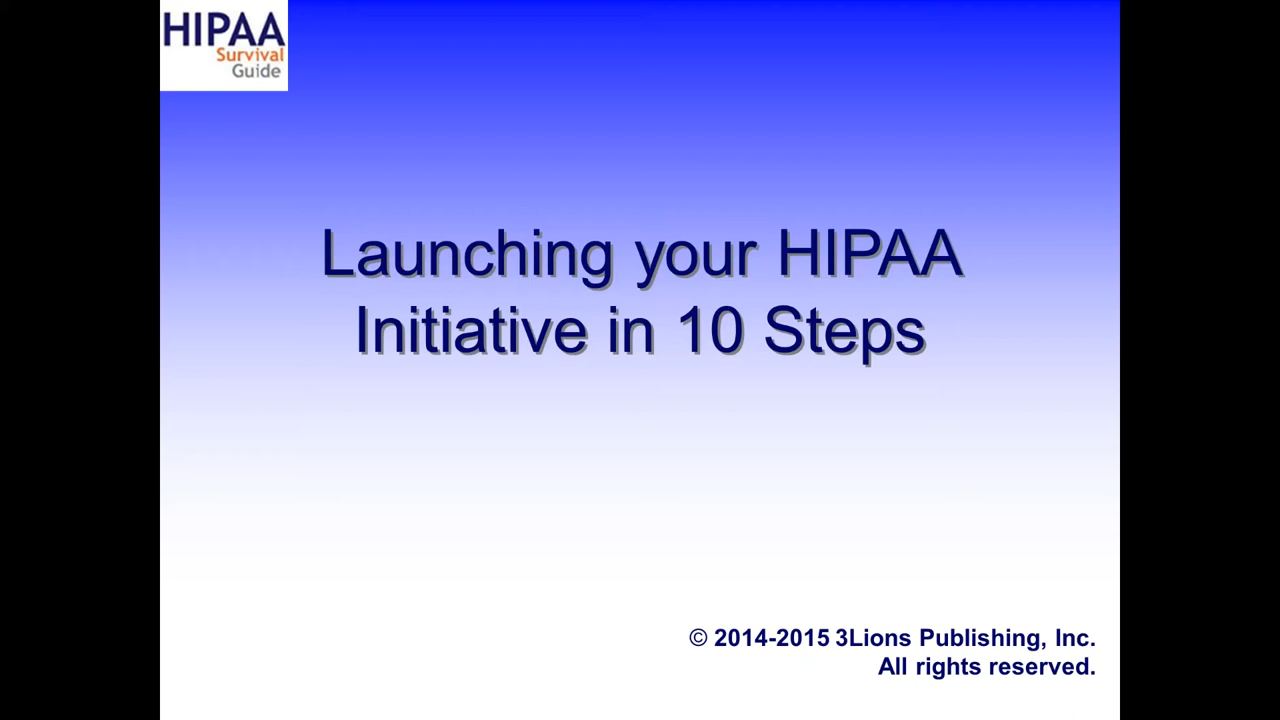 HIPAA
Survival
Guide
Launching your HIPAA
Initiative in 10 Steps
© 2014-2015 3Lions Publishing, Inc.
All rights reserved.